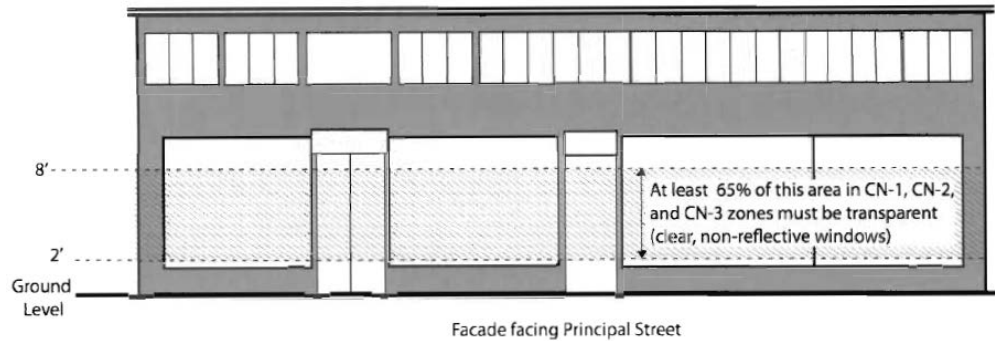 8'
At least 65% of this area in CN-1, CN-2,
and CN-3 zones must be transparent
(clear, non-reflective windows)
2'
Ground
Level
Facade facing Principal Street